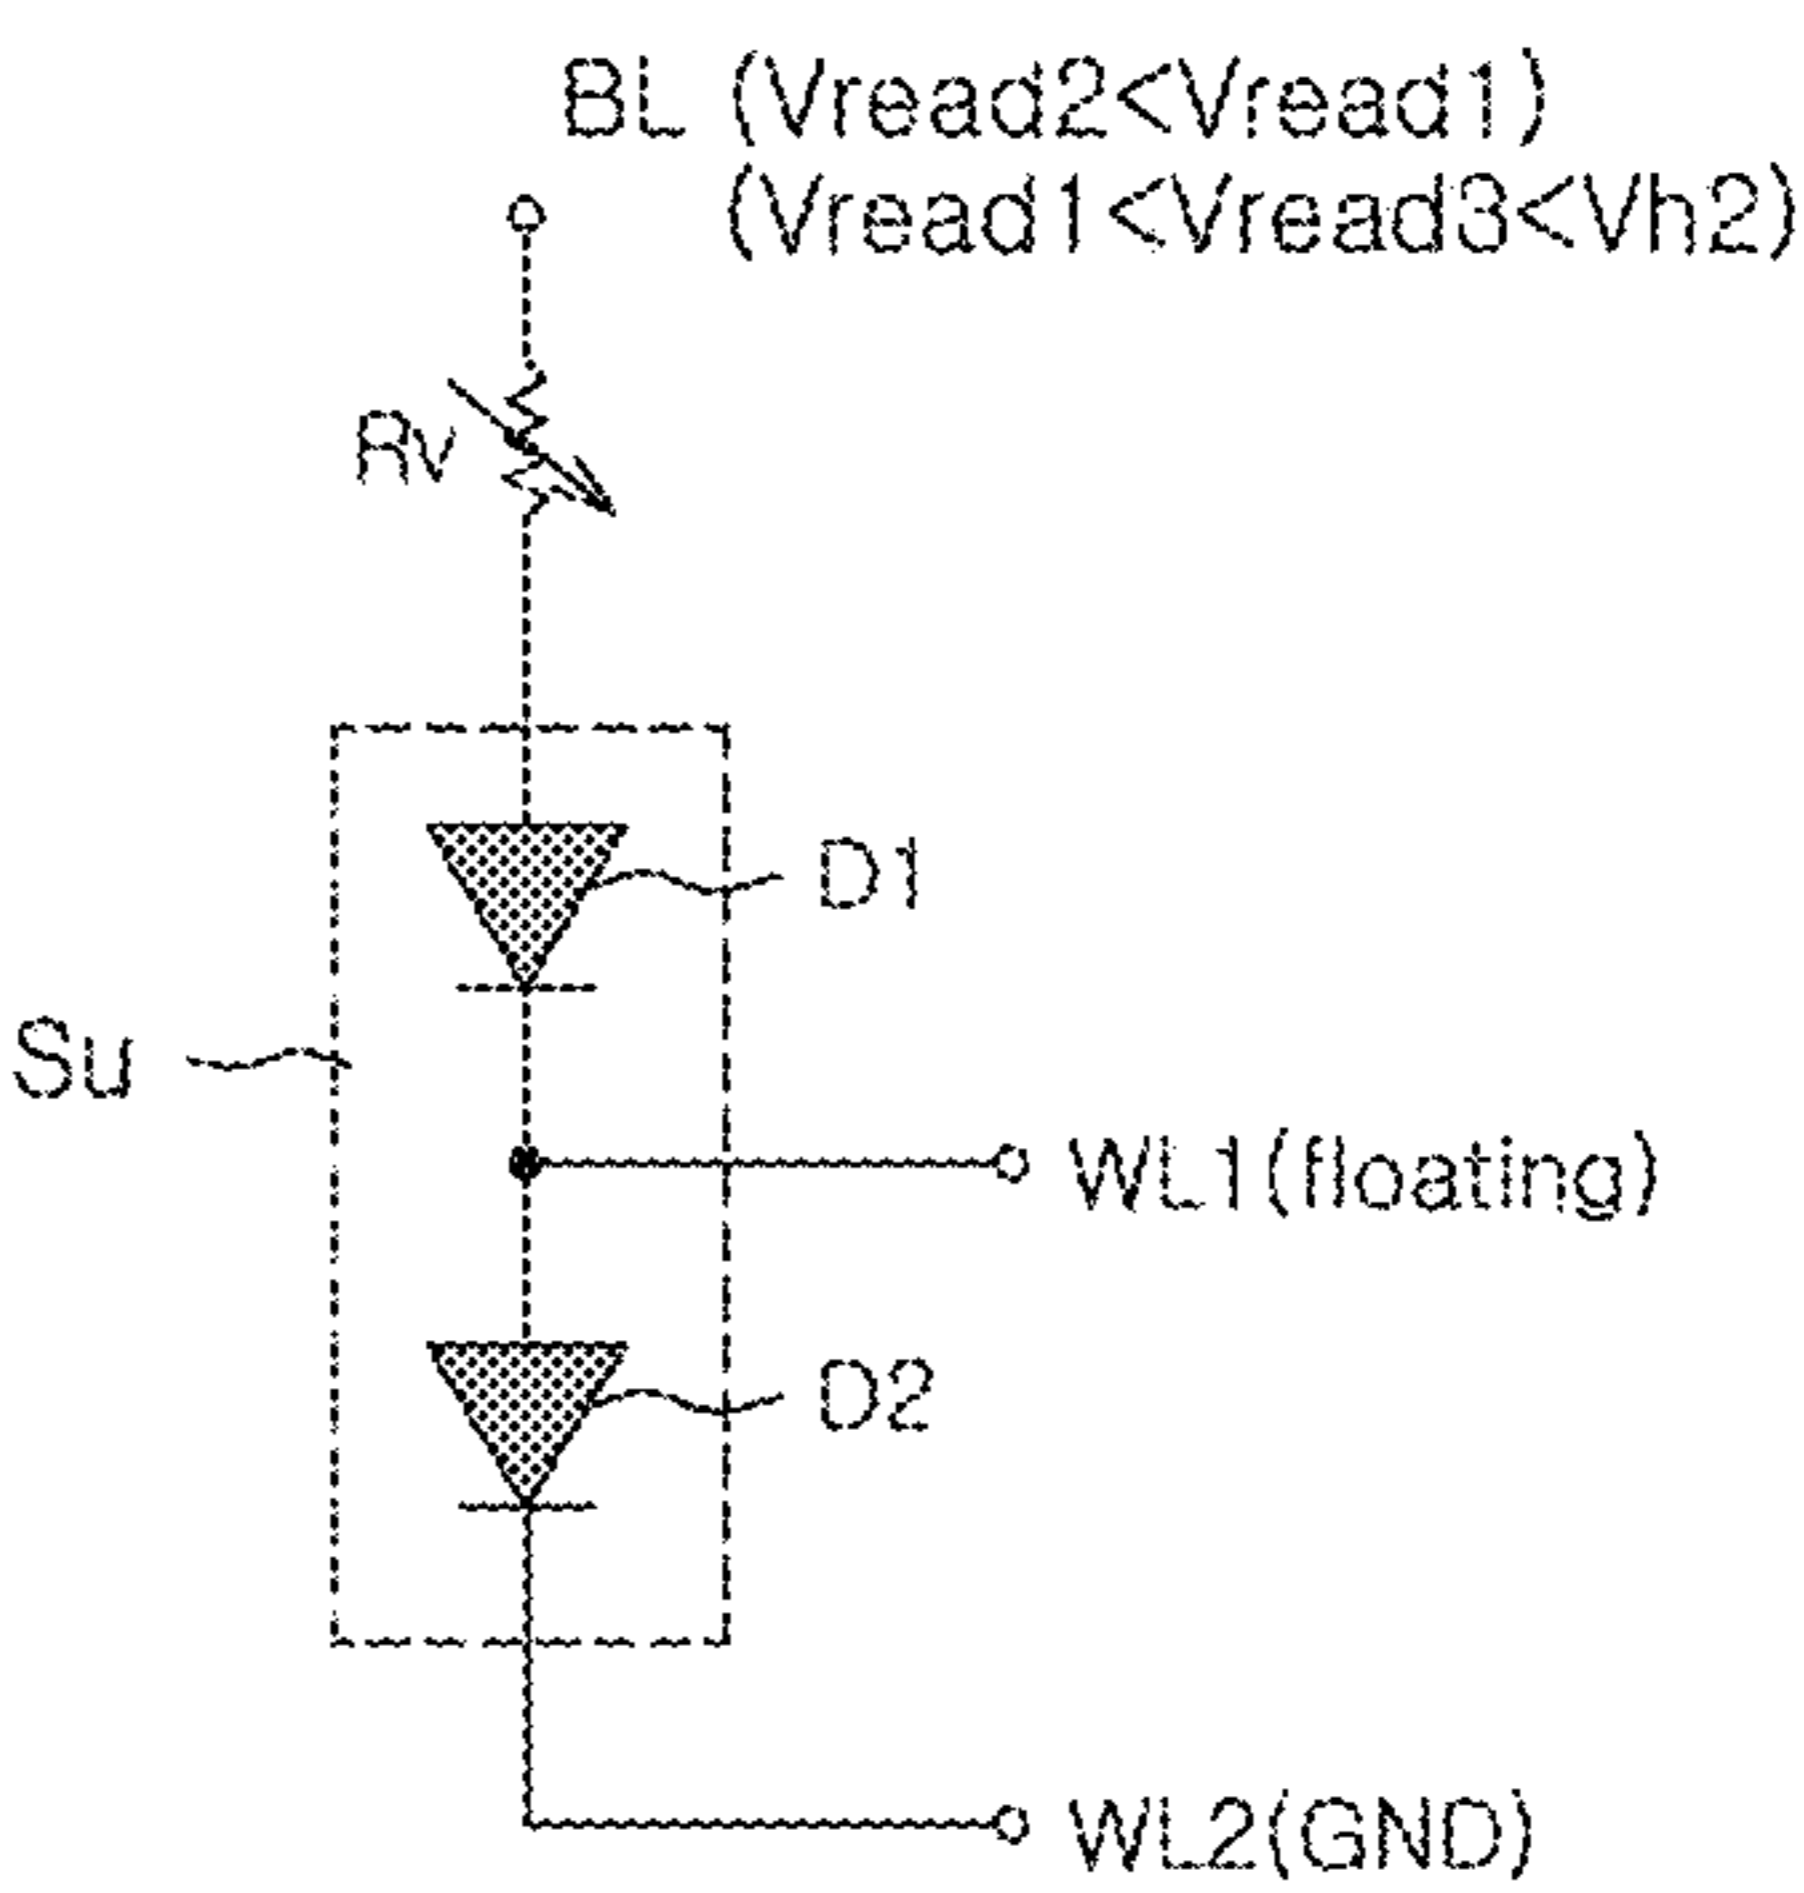 BL (Vread2<Vread1)
(Vread1<Vread3<Vh2)
Rv
D1
Su
WL1(floating)
D2
WL2(GND)